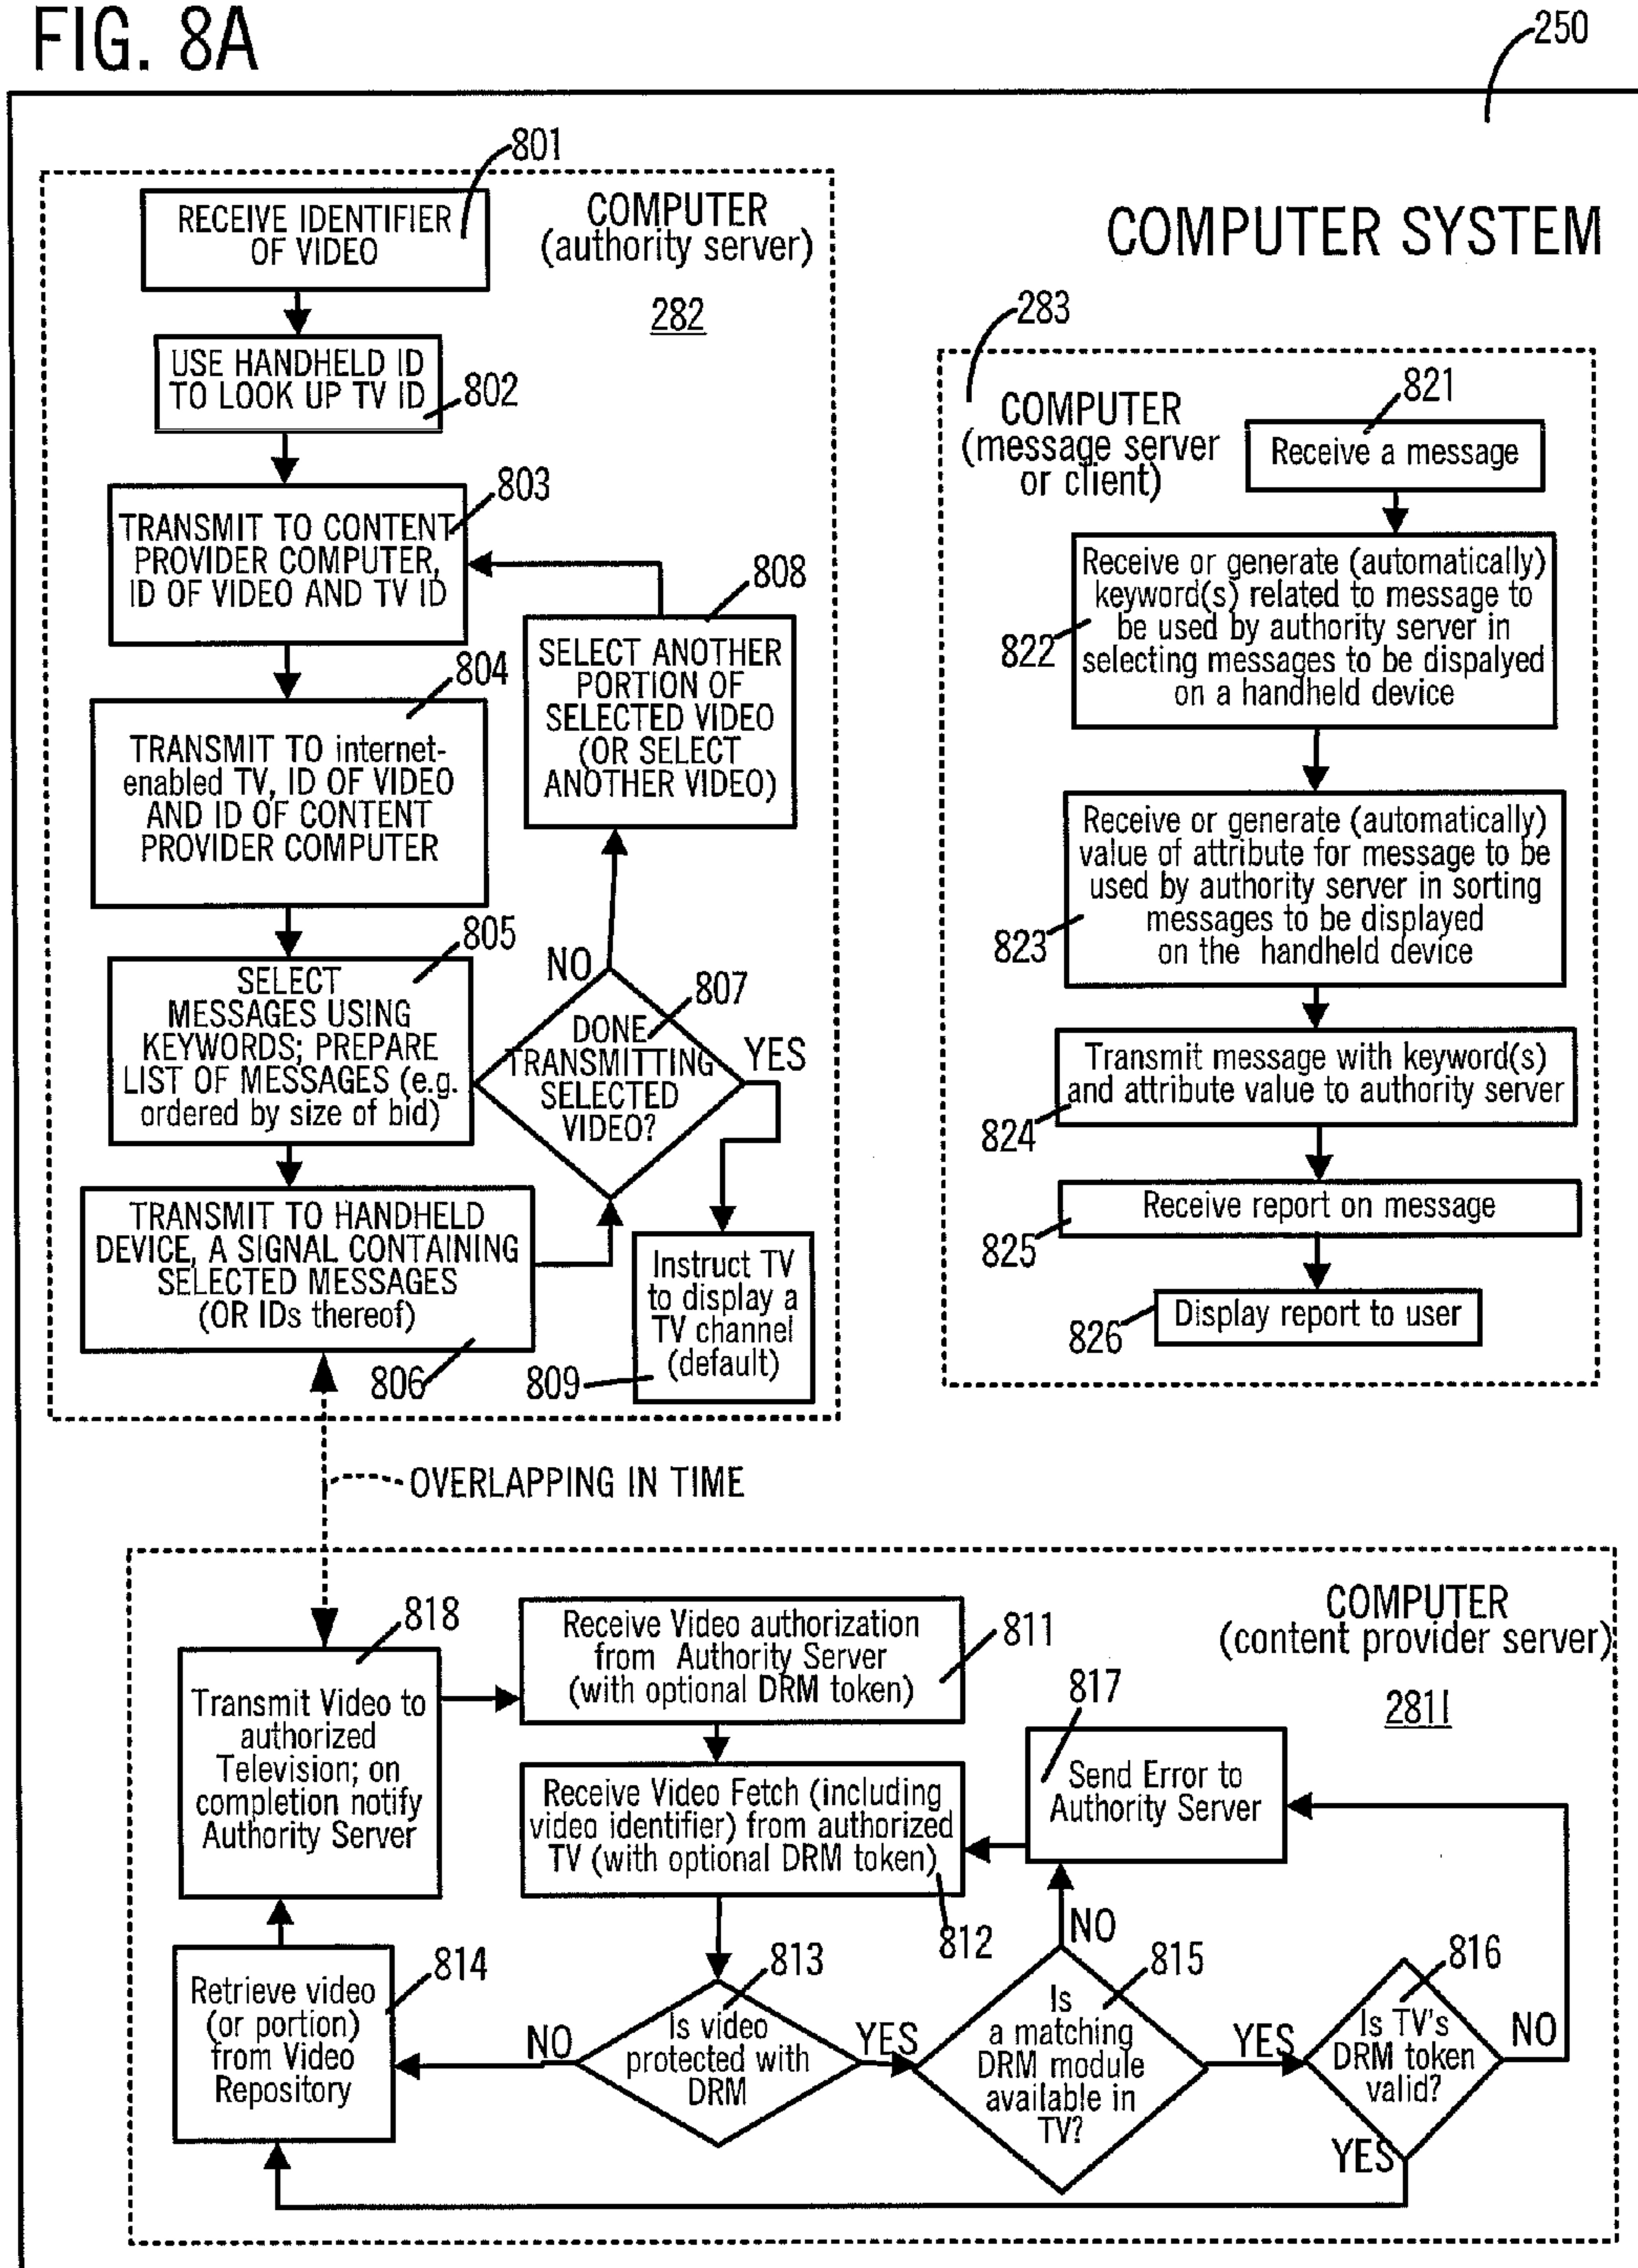 FIG. 8A
250
801
RECEIVE IDENTIFIER
OF VIDEO
COMPUTER
(authority server)
282
USE HANDHELD ID
TO LOOK UP TV ID
802
803
TRANSMIT TO CONTENT
PROVIDER COMPUTER,
ID OF VIDEO AND TV ID
804
TRANSMIT TO internet-
enabled TV, ID OF VIDEO
AND ID OF CONTENT
PROVIDER COMPUTER
805
SELECT
MESSAGES USING
KEYWORDS; PREPARE
LIST OF MESSAGES (e.g.
ordered by size of bid)
TRANSMIT TO HANDHELD
DEVICE, A SIGNAL CONTAINING
SELECTED MESSAGES
(OR IDs thereof)
806
808
SELECT ANOTHER
PORTION OF
SELECTED VIDEO
(OR SELECT
ANOTHER VIDEO)
NO
807
DONE
TRANSMITTING
SELECTED
VIDEO?
YES
Instruct TV
to display a
TV channel
(default)
809
COMPUTER SYSTEM
283
COMPUTER
(message server
or client)
821
Receive a message
Receive or generate (automatically)
keyword(s) related to message to
be used by authority server in
selecting messages to be dispalyed
on a handheld device
822
Receive or generate (automatically)
value of attribute for message to be
used by authority server in sorting
messages to be displayed
on the handheld device
823
Transmit message with keyword(s)
and attribute value to authority server
824
Receive report on message
825
Display report to user
826
OVERLAPPING IN TIME
COMPUTER
(content provider server)
281I
818
Transmit Video to
authorized
Television; on
completion notify
Authority Server
Receive Video authorization
from Authority Server
(with optional DRM token)
811
Receive Video Fetch (including
video identifier) from authorized
TV (with optional DRM token)
812
817
Send Error to
Authority Server
814
Retrieve video
(or portion)
from Video
Repository
NO
813
Is video
protected with
DRM
YES
NO
815
Is
a matching
DRM module
available in
TV?
YES
816
Is TV's
DRM token
valid?
NO
YES